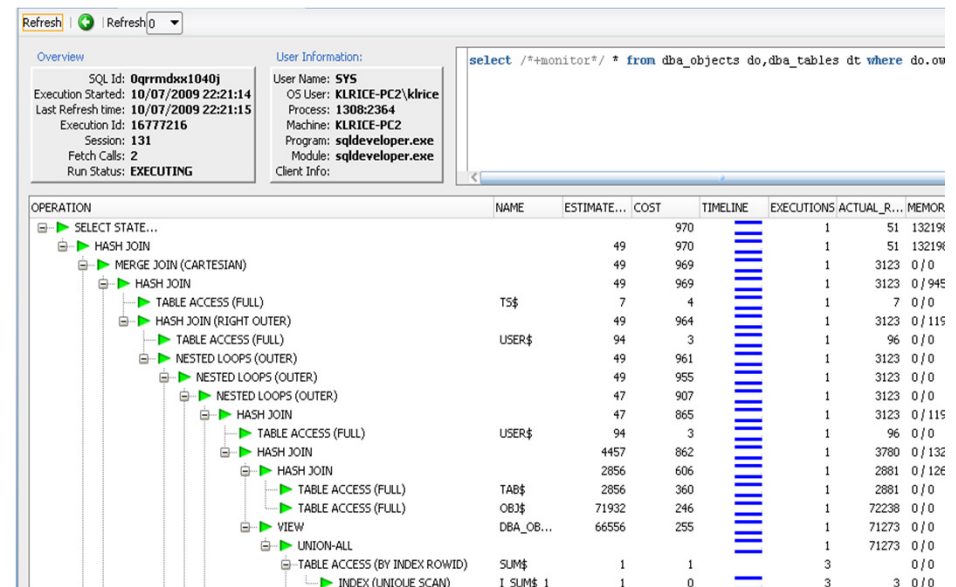 Refresh Refresh 0
Overview
SQL Id: 0qrrmdxx1040j
Execution Started: 10/07/2009 22:21:14
Last Refresh time: 10/07/2009 22:21:15
Execution Id: 16777216
Session: 131
Fetch Calls: 2
Run Status: EXECUTING
User Information:
User Name: SYS
OS User: KLRICE-PC2\klrice
Process: 1308:2364
Machine: KLRICE-PC2
Program: sqldeveloper.exe
Module: sqldeveloper.exe
Client Info:
select /*+monitor*/ * from dba_objects do,dba_tables dt where do.ow
OPERATION NAME ESTIMATE... COST TIMELINE EXECUTIONS ACTUAL_R... MEMOR
SELECT STATE... 970 1 51 132198
HASH JOIN 49 970 1 51 132198
MERGE JOIN (CARTESIAN) 49 969 1 3123 0/0
HASH JOIN 49 969 1 3123 0/945
TABLE ACCESS (FULL) TS$ 7 4 1 7 0/0
HASH JOIN (RIGHT OUTER) 49 964 1 3123 0/119
TABLE ACCESS (FULL) USER$ 94 3 1 96 0/0
NESTED LOOPS (OUTER) 49 961 1 3123 0/0
NESTED LOOPS (OUTER) 49 955 1 3123 0/0
NESTED LOOPS (OUTER) 47 907 1 3123 0/0
HASH JOIN 47 865 1 3123 0/119
TABLE ACCESS (FULL) USER$ 94 3 1 96 0/0
HASH JOIN 4457 862 1 3780 0/132
HASH JOIN 2856 606 1 2881 0/126
TABLE ACCESS (FULL) TAB$ 2856 360 1 2881 0/0
TABLE ACCESS (FULL) OBJ$ 71932 246 1 72238 0/0
VIEW DBA_OB... 66556 255 1 71273 0/0
UNION-ALL 1 71273 0/0
TABLE ACCESS (BY INDEX ROWID) SUM$ 1 1 3 0/0
INDEX (UNIQUE SCAN) I_SUM$_1 1 0 3 3 0/0